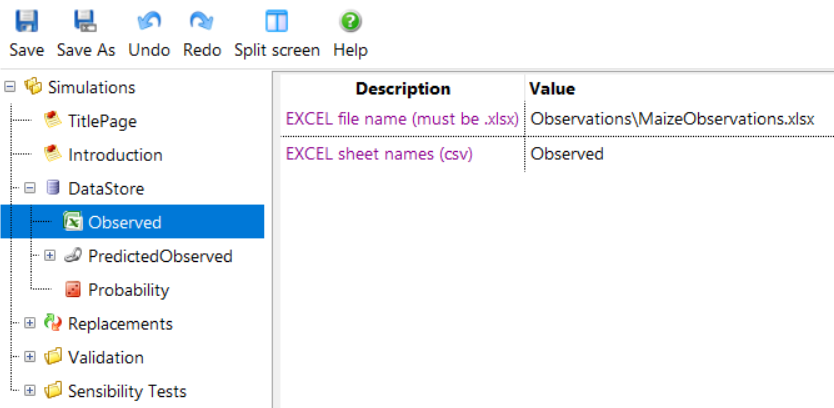 Save Save As Undo Redo Split screen Help
Simulations
TitlePage
Introduction
DataStore
Observed
PredictedObserved
Probability
Replacements
Validation
Sensibility Tests
Description Value
EXCEL file name (must be .xlsx) Observations\MaizeObservations.xlsx
EXCEL sheet names (csv) Observed